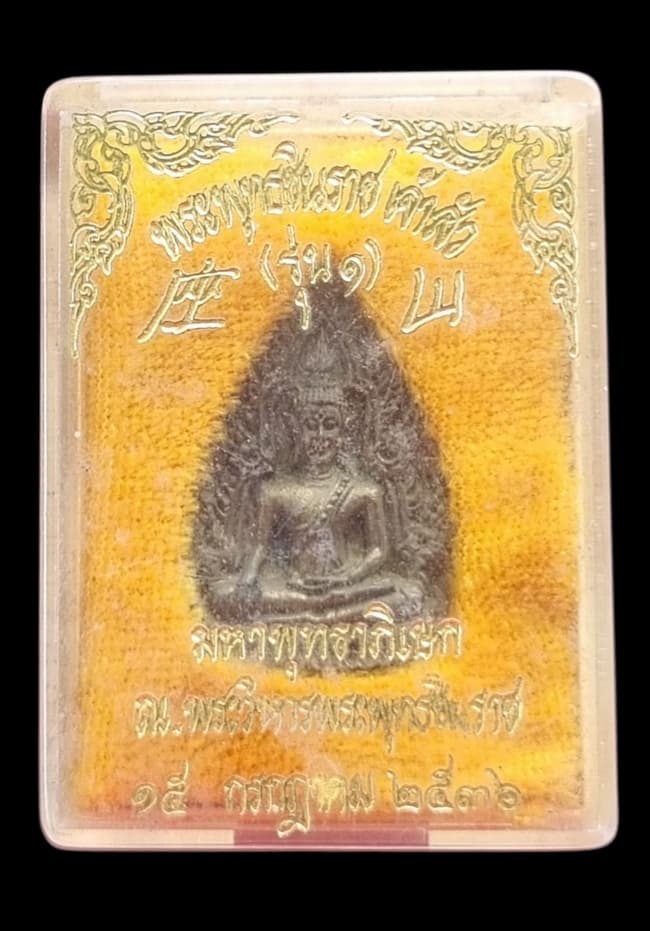 พระพุทธชินราช เจ้าสัว
(รุ่น ๑)
มหาพุทธาภิเษก
ณ.พระวิหารพระพุทธชินราช
๑๕ กรกฎาคม ๒๕๓๖